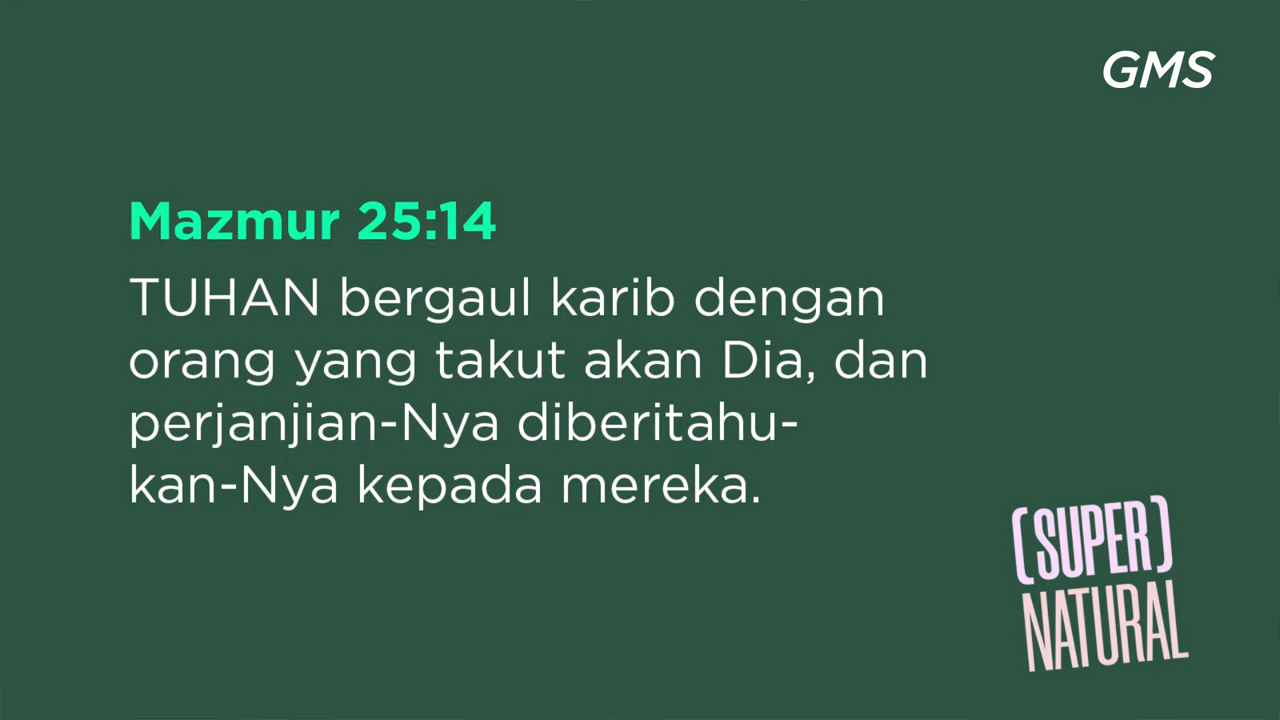 GMS
Mazmur 25:14
TUHAN bergaul karib dengan
orang yang takut akan Dia, dan
perjanjian-Nya diberitahu-
kan-Nya kepada mereka.
(SUPER)
NATURAL